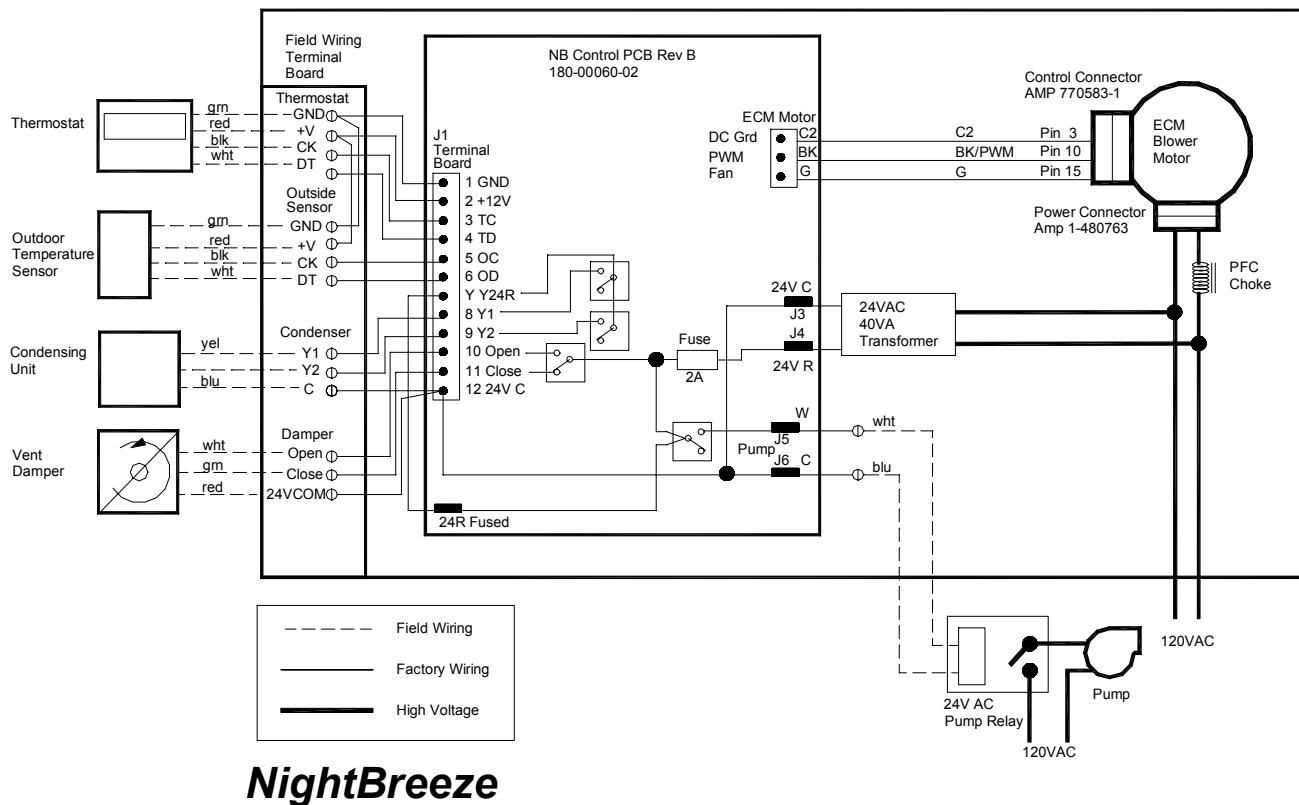 Field Wiring
Terminal
Board
NB Control PCB Rev B
180-00060-02
Control Connector
AMP 770583-1
Thermostat
grn
red
blk
wht
Thermostat
GND
+V
CK
DT
J1
Terminal
Board
ECM Motor
DC Grd
PWM
Fan
C2
BK
G
C2
BK/PWM
G
Pin 3
Pin 10
Pin 15
ECM
Blower
Motor
Power Connector
Amp 1-480763
PFC
Choke
Outdoor
Temperature
Sensor
grn
red
blk
wht
Outside
Sensor
GND
+V
CK
DT
1 GND
2 +12V
3 TC
4 TD
5 OC
6 OD
Y Y24R
8 Y1
9 Y2
10 Open
11 Close
12 24V C
24V C
J3
J4
24V R
24VAC
40VA
Transformer
Fuse
2A
Condensing
Unit
yel
blu
Condenser
Y1
Y2
C
W
J5
Pump
J6
C
wht
blu
Vent
Damper
wht
grn
red
Damper
Open
Close
24VCOM
24R Fused
Field Wiring
Factory Wiring
High Voltage
120VAC
24V AC
Pump Relay
Pump
120VAC
NightBreeze